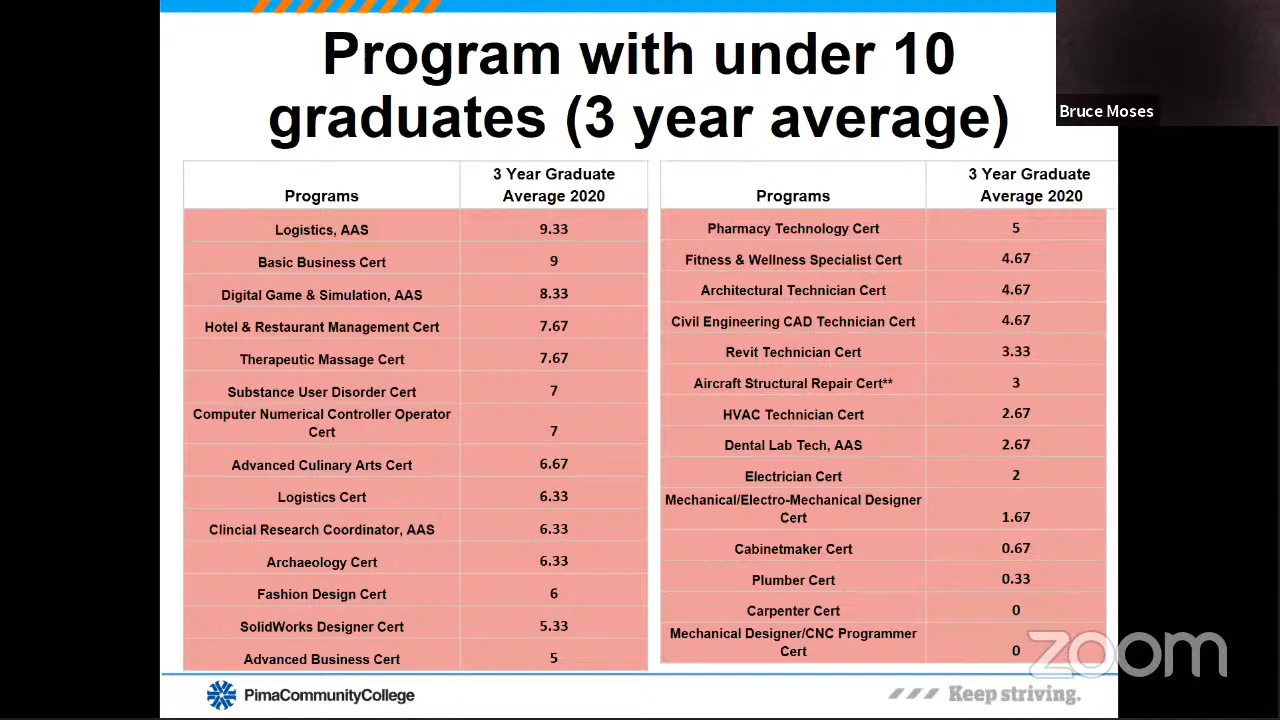 Program with under 10
graduates (3 year average)
Bruce Moses
Programs
3 Year Graduate
Average 2020
Logistics, AAS 9.33
Basic Business Cert 9
Digital Game & Simulation, AAS 8.33
Hotel & Restaurant Management Cert 7.67
Therapeutic Massage Cert 7.67
Substance User Disorder Cert 7
Computer Numerical Controller Operator
Cert 7
Advanced Culinary Arts Cert 6.67
Logistics Cert 6.33
Clincial Research Coordinator, AAS 6.33
Archaeology Cert 6.33
Fashion Design Cert 6
SolidWorks Designer Cert 5.33
Advanced Business Cert 5
Programs
3 Year Graduate
Average 2020
Pharmacy Technology Cert 5
Fitness & Wellness Specialist Cert 4.67
Architectural Technician Cert 4.67
Civil Engineering CAD Technician Cert 4.67
Revit Technician Cert 3.33
Aircraft Structural Repair Cert** 3
HVAC Technician Cert 2.67
Dental Lab Tech, AAS 2.67
Electrician Cert 2
Mechanical/Electro-Mechanical Designer
Cert 1.67
Cabinetmaker Cert 0.67
Plumber Cert 0.33
Carpenter Cert 0
Mechanical Designer/CNC Programmer
Cert 0
zoom
PimaCommunityCollege
Keep striving.